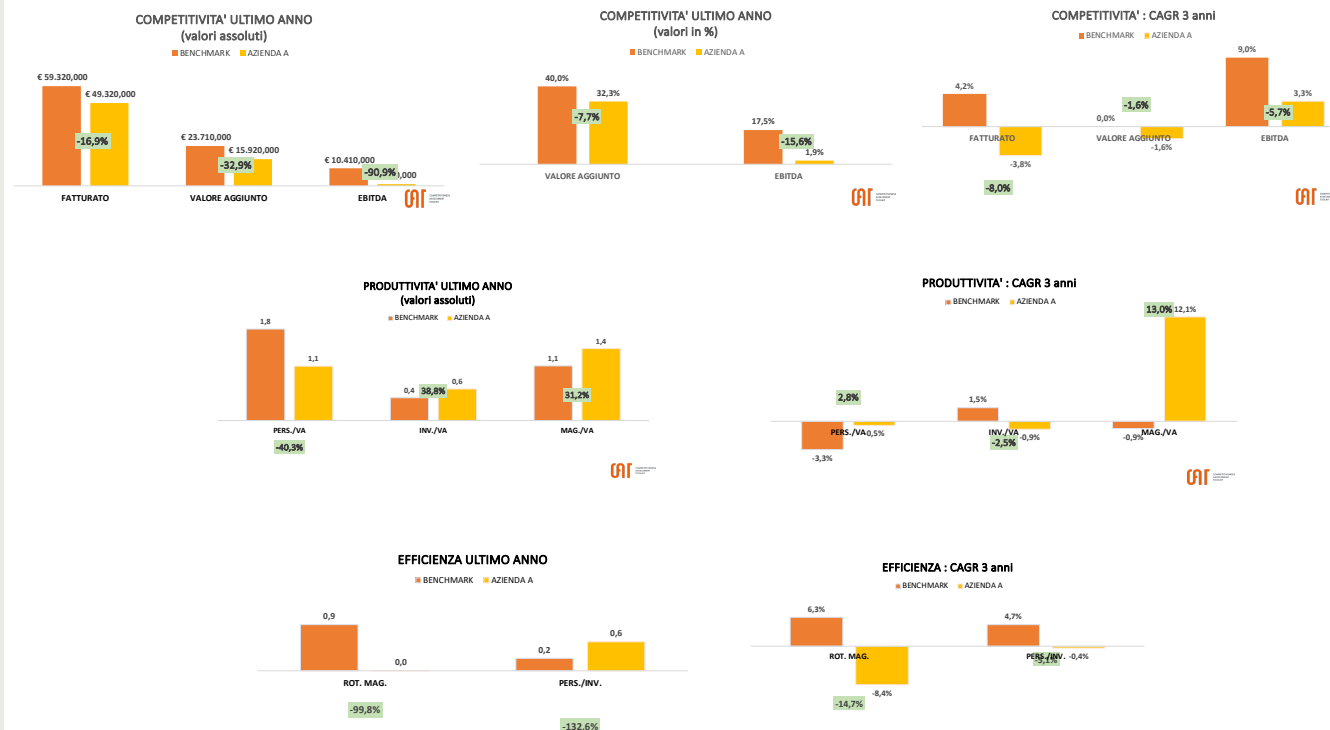 COMPETITIVITA' ULTIMO ANNO
(valori assoluti)
BENCHMARK AZIENDA A
€ 59.320,000
€ 49.320,000
-16,9%
€ 23.710,000
€ 15.920,000
-32,9%
€ 10.410,000
-90,9%
,000
FATTURATO VALORE AGGIUNTO EBITDA
CAT
COMPETITIVITA' ULTIMO ANNO
(valori in %)
BENCHMARK AZIENDA A
40,0%
32,3%
-7,7%
17,5%
-15,6%
1,9%
VALORE AGGIUNTO EBITDA
CAT
COMPETITIVITA' : CAGR 3 anni
BENCHMARK AZIENDA A
9,0%
4,2%
3,3%
-1,6%
0,0%
-5,7%
FATTURATO VALORE AGGIUNTO EBITDA
-1,6%
-3,8%
-8,0%
CAT
PRODUTTIVITA' ULTIMO ANNO
(valori assoluti)
BENCHMARK AZIENDA A
1,8
1,1
0,4
38,8%
0,6
1,1
1,4
31,2%
PERS./VA INV./VA MAG./VA
-40,3%
CAT
PRODUTTIVITA' : CAGR 3 anni
BENCHMARK AZIENDA A
13,0% 12,1%
2,8%
1,5%
PERS./VA -0,5% INV./VA -0,9% -0,9% MAG./VA
-2,5%
-3,3%
CAT
EFFICIENZA ULTIMO ANNO
BENCHMARK AZIENDA A
0,9
0,0
0,2
0,6
ROT. MAG. PERS./INV.
-99,8%
-132,6%
EFFICIENZA : CAGR 3 anni
BENCHMARK AZIENDA A
6,3%
4,7%
ROT. MAG. PERS./INV. -0,4%
-5,1%
-8,4%
-14,7%